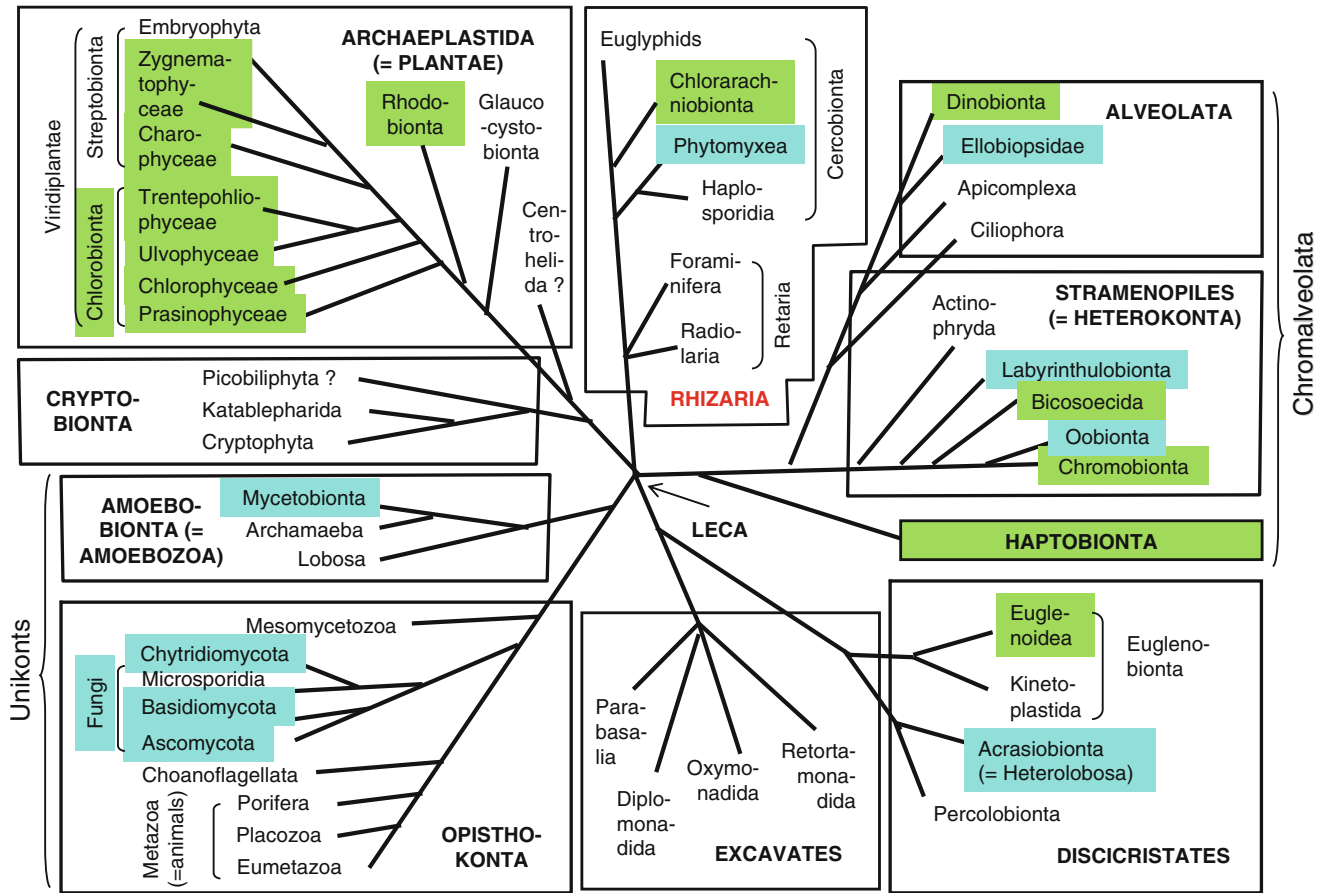 Embryophyta
Zygnema-
tophy-
ceae
Charo-
phyceae
Trentepohlio-
phyceae
Ulvophyceae
Chlorophyceae
Prasinophyceae
Streptobionta
Viridiplantae
Chlorobionta
ARCHAEPLASTIDA
(= PLANTAE)
Rhodo-
bionta
Glauco
-cysto-
bionta
Cen-
tro-
heli-
da ?
Euglyphids
Chlorarach-
niobionta
Phytomyxea
Haplo-
sporidia
Cercobionta
Forami-
nifera
Radio-
laria
Retaria
RHIZARIA
Dinobionta
ALVEOLATA
Ellobiopsidae
Apicomplexa
Ciliophora
STRAMENOPILES
(= HETEROKONTA)
Actino-
phryda
Labyrinthulobionta
Bicosoecida
Oobionta
Chromobionta
Chromalveolata
HAPTOBIONTA
CRYPTO-
BIONTA
Picobiliphyta ?
Katablepharida
Cryptophyta
AMOEBO-
BIONTA (=
AMOEBOZOA)
Mycetobionta
Archamaeba
Lobosa
LECA
Unikonts
Mesomycetozoa
Chytridiomycota
Microsporidia
Basidiomycota
Ascomycota
Fungi
Choanoflagellata
Porifera
Placozoa
Eumetazoa
Metazoa
(=animals)
OPISTHO-
KONTA
Para-
basa-
lia
Diplo-
mona-
dida
Oxymo-
nadida
Retorta-
mona-
dida
EXCAVATES
Eugle-
noidea
Kineto-
plastida
Eugleno-
bionta
Acrasiobionta
(= Heterolobosa)
Percolobionta
DISCICRISTATES